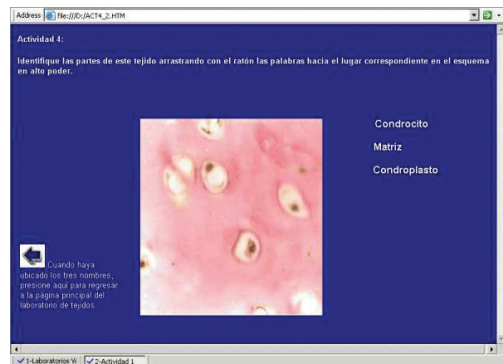 Address file:///D:/ACT4_2.HTM
Actividad 4:
Identifique las partes de este tejido arrastrando con el ratón las palabras hacia el lugar correspondiente en el esquema
en alto poder.
Condrocito
Matriz
Condroplasto
Cuando haya
ubicado los tres nombres,
presione aquí para regresar
a la página principal del
laboratorio de tejidos.
1-Laboratorios Vi 2-Actividad 1